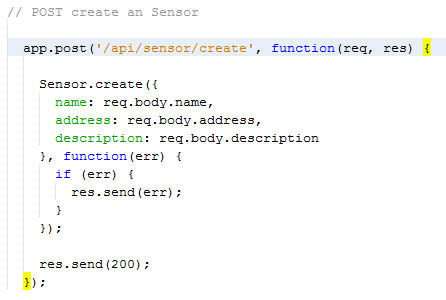 // POST create an Sensor
app.post('/api/sensor/create', function(req, res) {
Sensor.create({
name: req.body.name,
address: req.body.address,
description: req.body.description
}, function(err) {
if (err) {
res.send(err);
}
});
res.send(200);
});